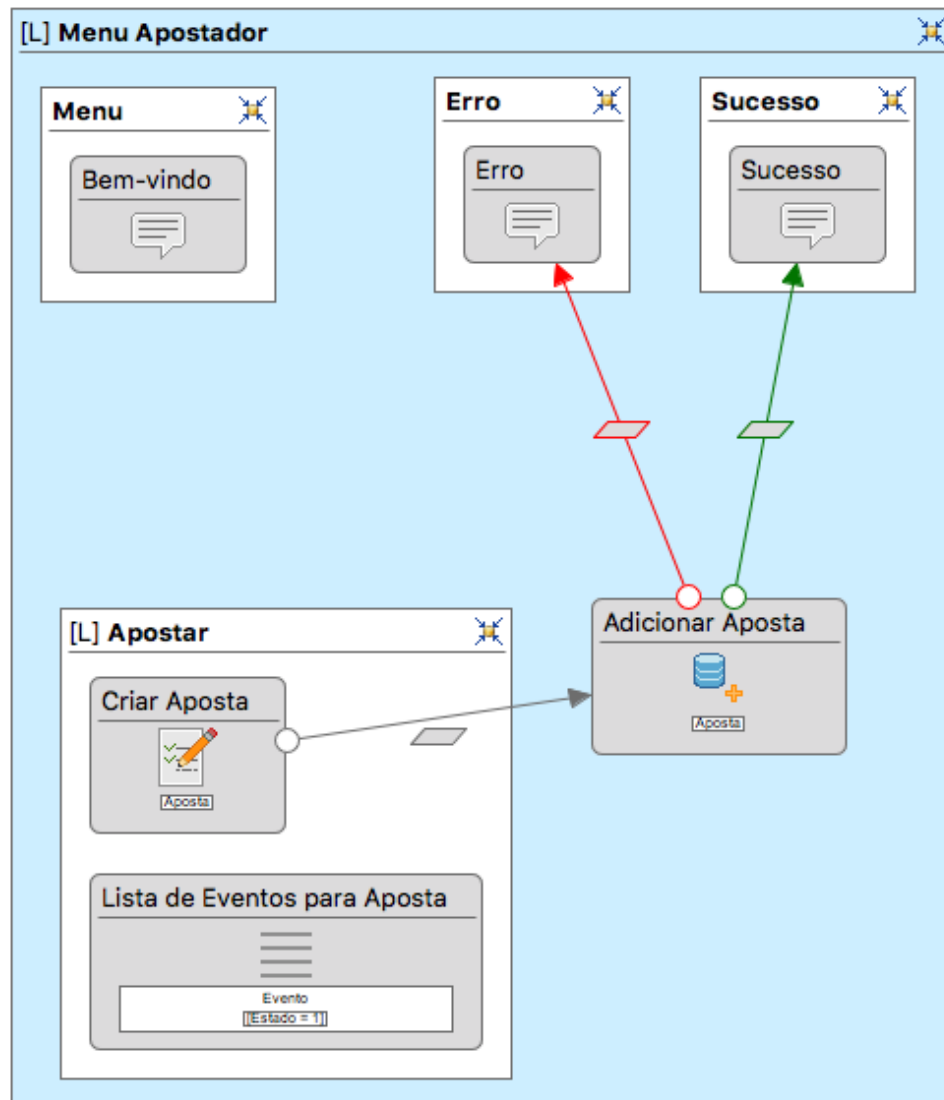 [L] Menu Apostador
Menu
Bem-vindo
Erro
Erro
Sucesso
Sucesso
[L] Apostar
Criar Aposta
Aposta
Adicionar Aposta
Aposta
Lista de Eventos para Aposta
Evento
[[Estado = 1]]